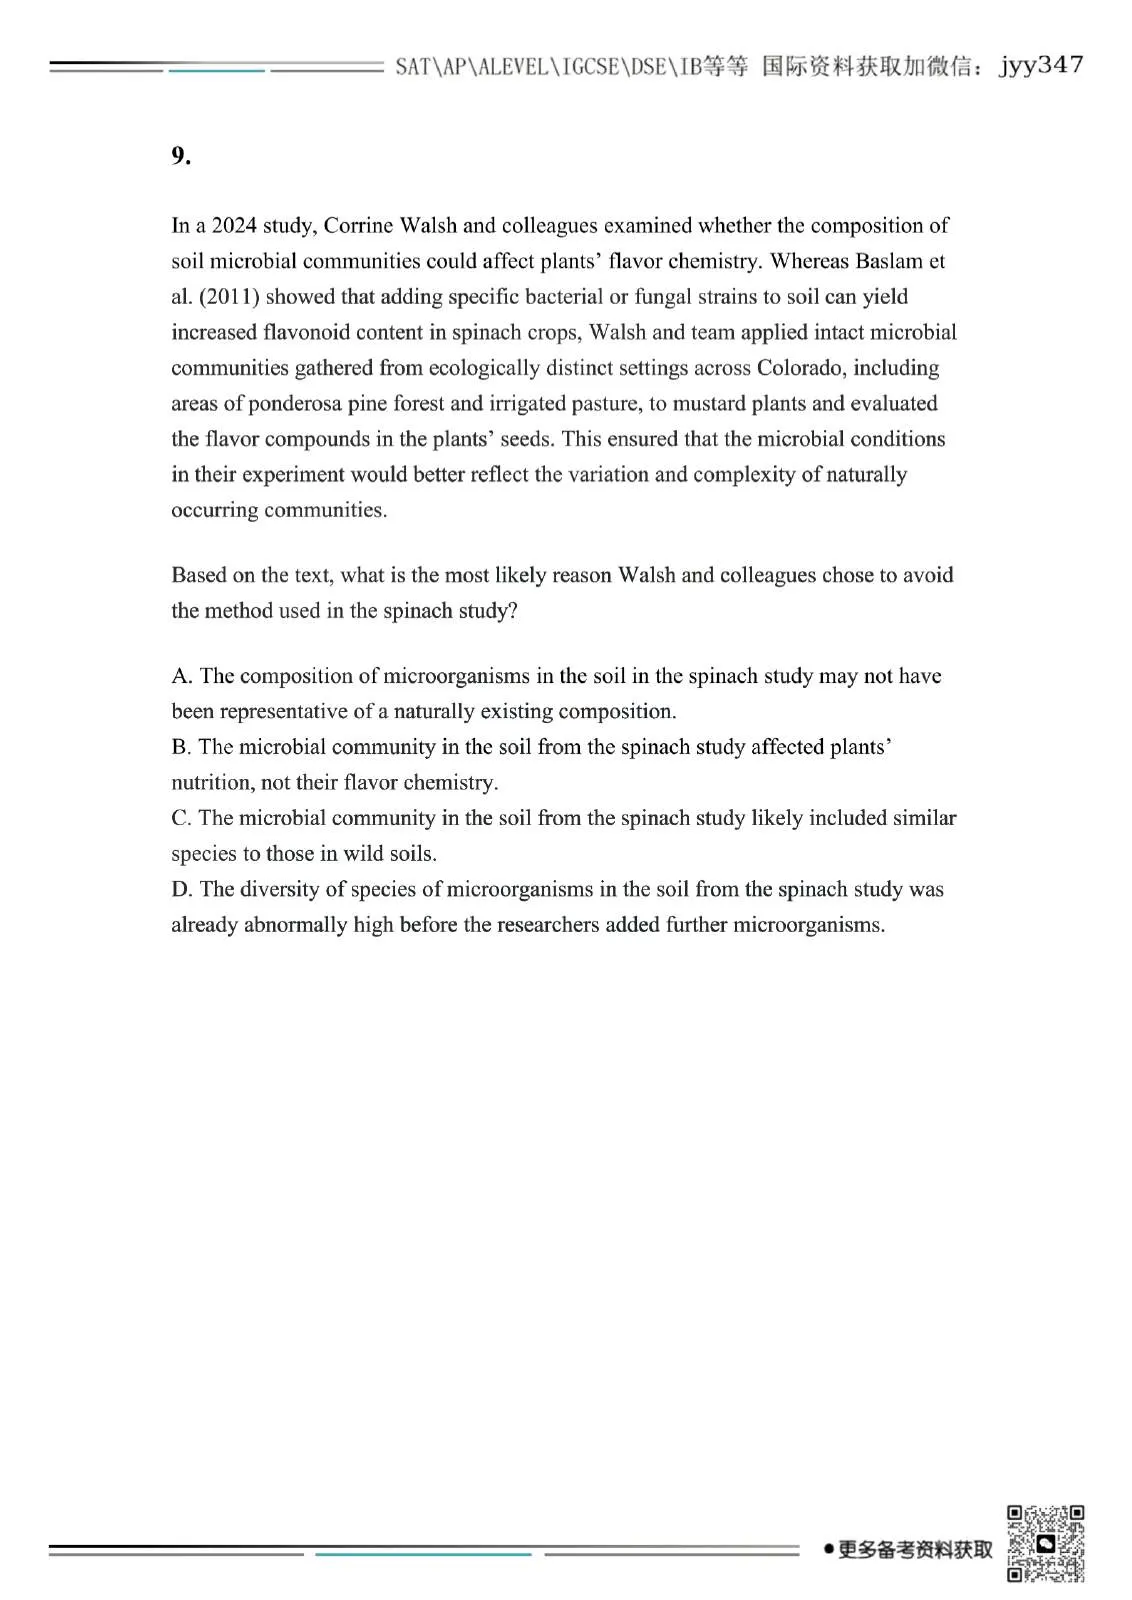 SAT\AP\ALEVEL\IGCSE\DSE\IB等等 国际资料获取加微信: jyy347
9.
In a 2024 study, Corrine Walsh and colleagues examined whether the composition of
soil microbial communities could affect plants’ flavor chemistry. Whereas Baslam et
al. (2011) showed that adding specific bacterial or fungal strains to soil can yield
increased flavonoid content in spinach crops, Walsh and team applied intact microbial
communities gathered from ecologically distinct settings across Colorado, including
areas of ponderosa pine forest and irrigated pasture, to mustard plants and evaluated
the flavor compounds in the plants’ seeds. This ensured that the microbial conditions
in their experiment would better reflect the variation and complexity of naturally
occurring communities.
Based on the text, what is the most likely reason Walsh and colleagues chose to avoid
the method used in the spinach study?
A. The composition of microorganisms in the soil in the spinach study may not have
been representative of a naturally existing composition.
B. The microbial community in the soil from the spinach study affected plants’
nutrition, not their flavor chemistry.
C. The microbial community in the soil from the spinach study likely included similar
species to those in wild soils.
D. The diversity of species of microorganisms in the soil from the spinach study was
already abnormally high before the researchers added further microorganisms.
●更多备考资料获取